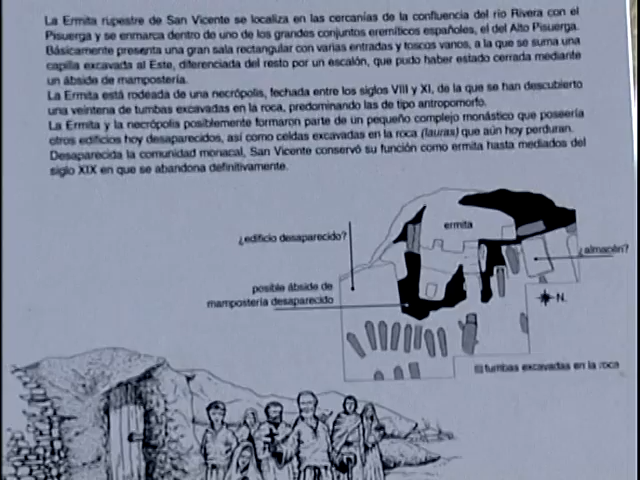 La Ermita rupestre de San Vicente se localiza en las cercanías de la confluencia del río Rivera con el
Pisuerga y se enmarca dentro de uno de los grandes conjuntos eremíticos españoles, el del Alto Pisuerga.
Básicamente presenta una gran sala rectangular con varias entradas y toscos vanos, a la que se suma una
capilla excavada al Este, diferenciada del resto por un escalón, que pudo haber estado cerrada mediante
un ábside de mampostería.
La Ermita está rodeada de una necrópolis, fechada entre los siglos VIII y XI, de la que se han descubierto
una veintena de tumbas excavadas en la roca, predominando las de tipo antropomorfo.
La Ermita y la necrópolis posiblemente formaron parte de un pequeño complejo monástico que poseería
otros edificios hoy desaparecidos, así como celdas excavadas en la roca (lauras) que aún hoy perduran.
Desaparecida la comunidad monacal, San Vicente conservó su función como ermita hasta mediados del
siglo XIX en que se abandona definitivamente.
ermita
¿edificio desaparecido?
¿almacén?
posible ábside de
mampostería desaparecido
N.
tumbas excavadas en la roca